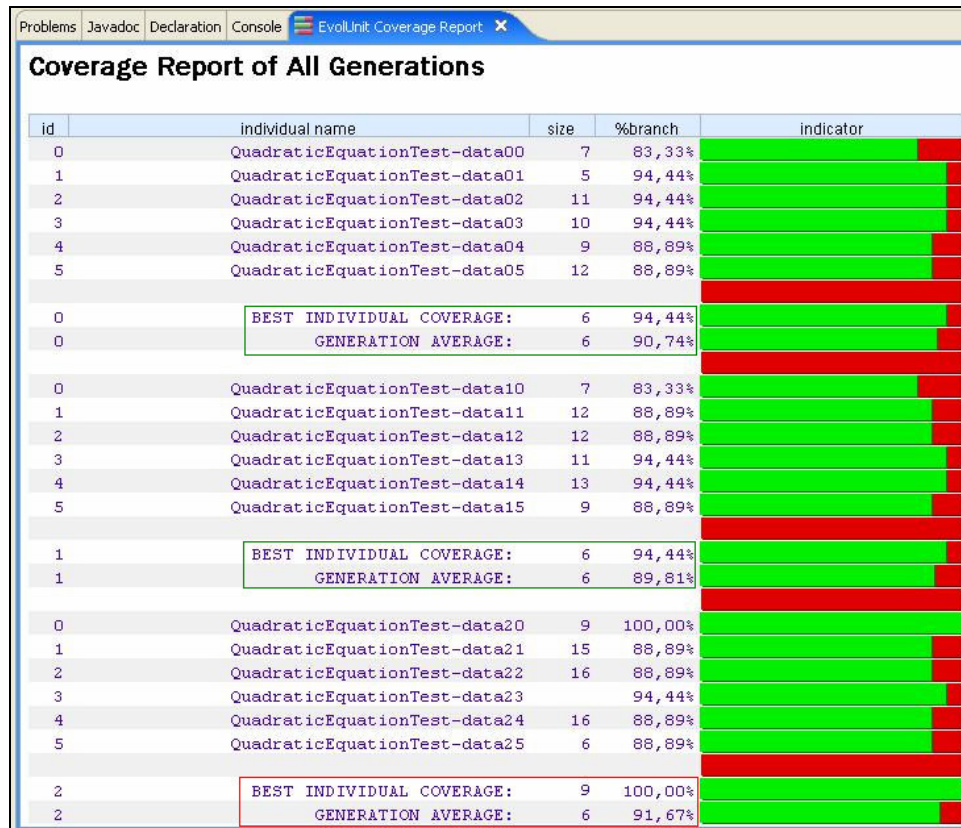 Problems Javadoc Declaration Console EvolUnit Coverage Report X
Coverage Report of All Generations
id individual name size %branch indicator
0 QuadraticEquationTest-data00 7 83,33%
1 QuadraticEquationTest-data01 5 94,44%
2 QuadraticEquationTest-data02 11 94,44%
3 QuadraticEquationTest-data03 10 94,44%
4 QuadraticEquationTest-data04 9 88,89%
5 QuadraticEquationTest-data05 12 88,89%
0 BEST INDIVIDUAL COVERAGE: 6 94,44%
0 GENERATION AVERAGE: 6 90,74%
0 QuadraticEquationTest-data10 7 83,33%
1 QuadraticEquationTest-data11 12 88,89%
2 QuadraticEquationTest-data12 12 88,89%
3 QuadraticEquationTest-data13 11 94,44%
4 QuadraticEquationTest-data14 13 94,44%
5 QuadraticEquationTest-data15 9 88,89%
1 BEST INDIVIDUAL COVERAGE: 6 94,44%
1 GENERATION AVERAGE: 6 89,81%
0 QuadraticEquationTest-data20 9 100,00%
1 QuadraticEquationTest-data21 15 88,89%
2 QuadraticEquationTest-data22 16 88,89%
3 QuadraticEquationTest-data23 94,44%
4 QuadraticEquationTest-data24 16 88,89%
5 QuadraticEquationTest-data25 6 88,89%
2 BEST INDIVIDUAL COVERAGE: 9 100,00%
2 GENERATION AVERAGE: 6 91,67%